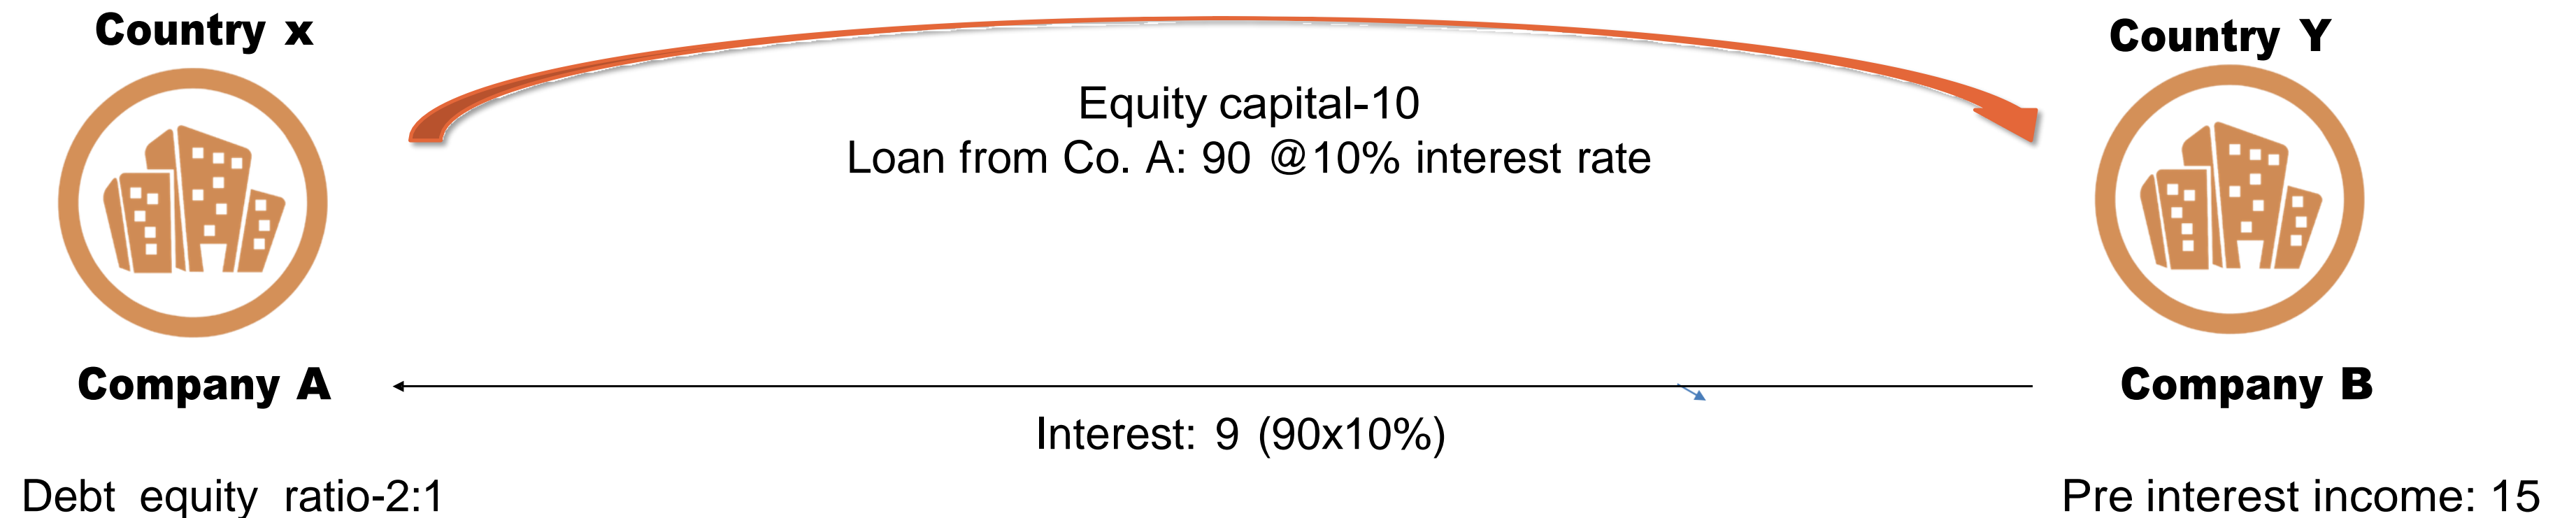 Country x
Country Y
Equity capital-10
Loan from Co. A: 90 @10% interest rate
Company A
Company B
Interest: 9 (90x10%)
Debt equity ratio-2:1
Pre interest income: 15